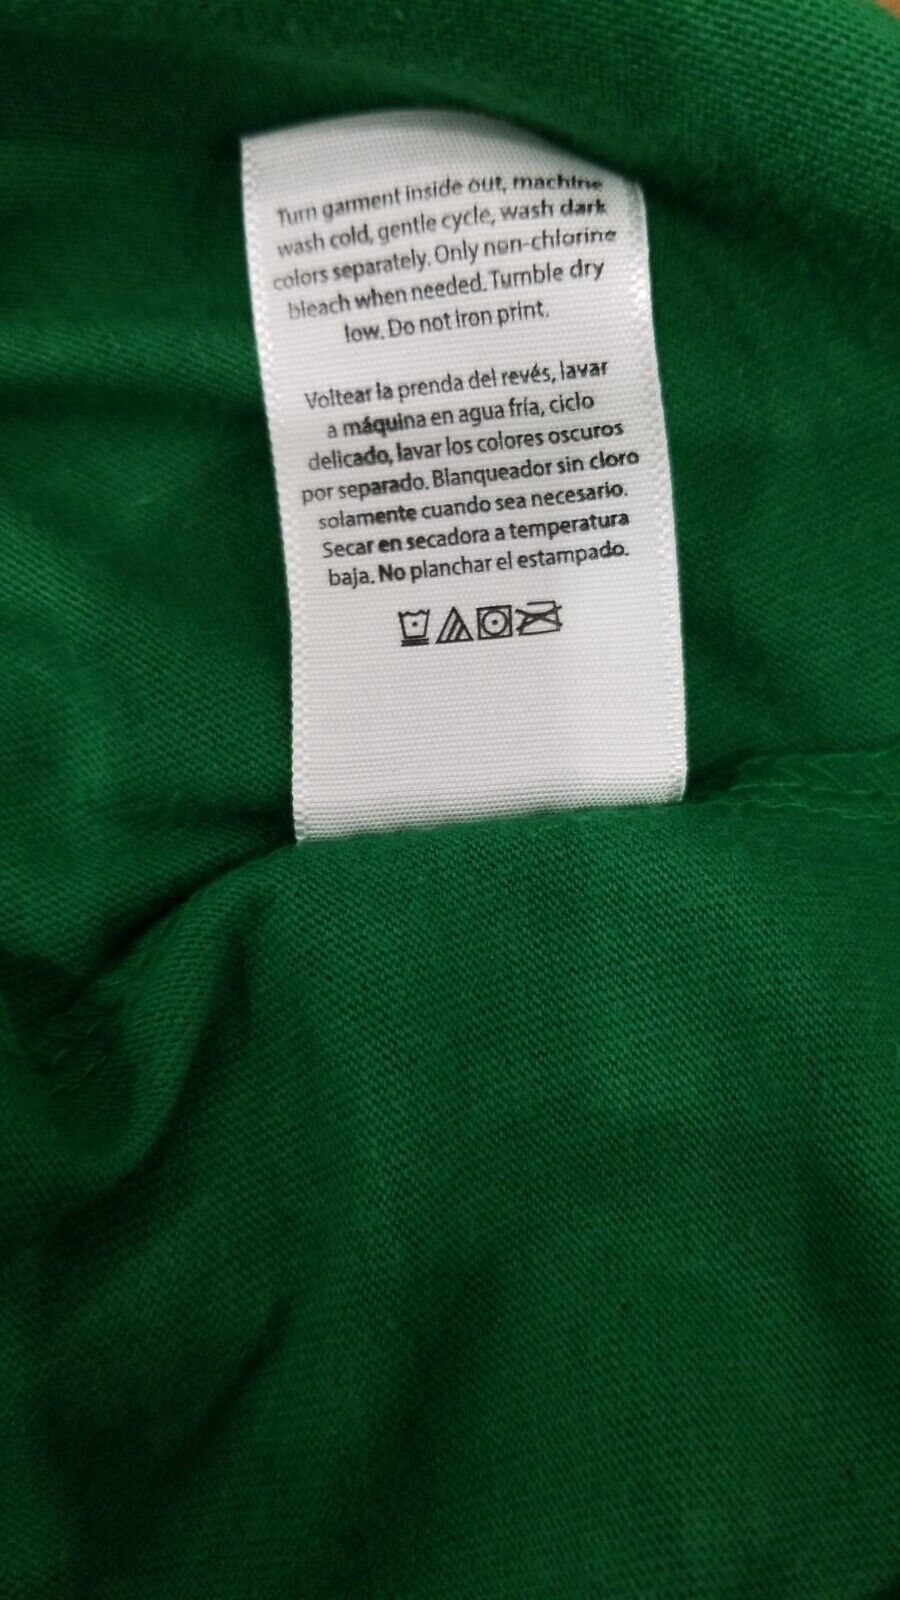 Turn garment inside out, machine
wash cold, gentle cycle, wash dark
colors separately. Only non-chlorine
bleach when needed. Tumble dry
low. Do not iron print.
Voltear la prenda del revés, lavar
a máquina en agua fría, ciclo
delicado, lavar los colores oscuros
por separado. Blanqueador sin cloro
solamente cuando sea necesario.
Secar en secadora a temperatura
baja. No planchar el estampado.